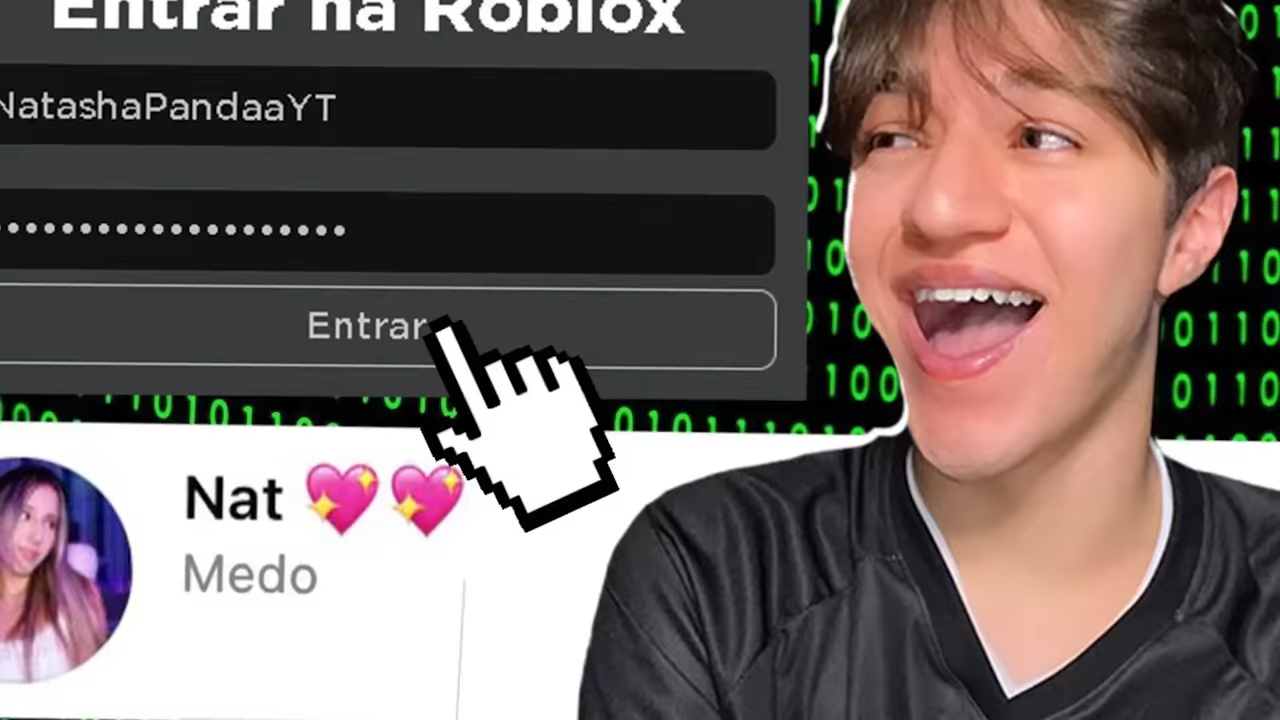 Entrar na Roblox
NatashaPandaaYT
Entrar
Nat 💖💖
Medo